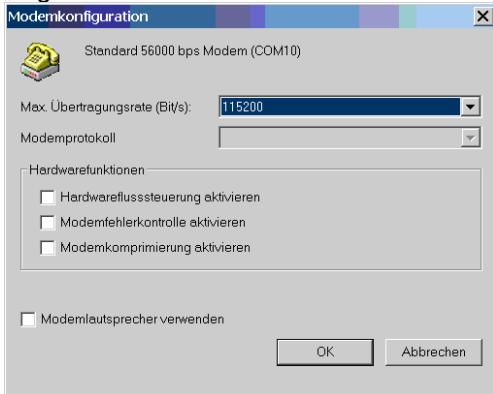 Modemkonfiguration
Standard 56000 bps Modem (COM10)
Max. Übertragungsrate (Bit/s): 115200
Modemprotokoll
Hardwarefunktionen
Hardwareflusssteuerung aktivieren
Modemfehlerkontrolle aktivieren
Modemkomprimierung aktivieren
Modemlautsprecher verwenden
OK Abbrechen